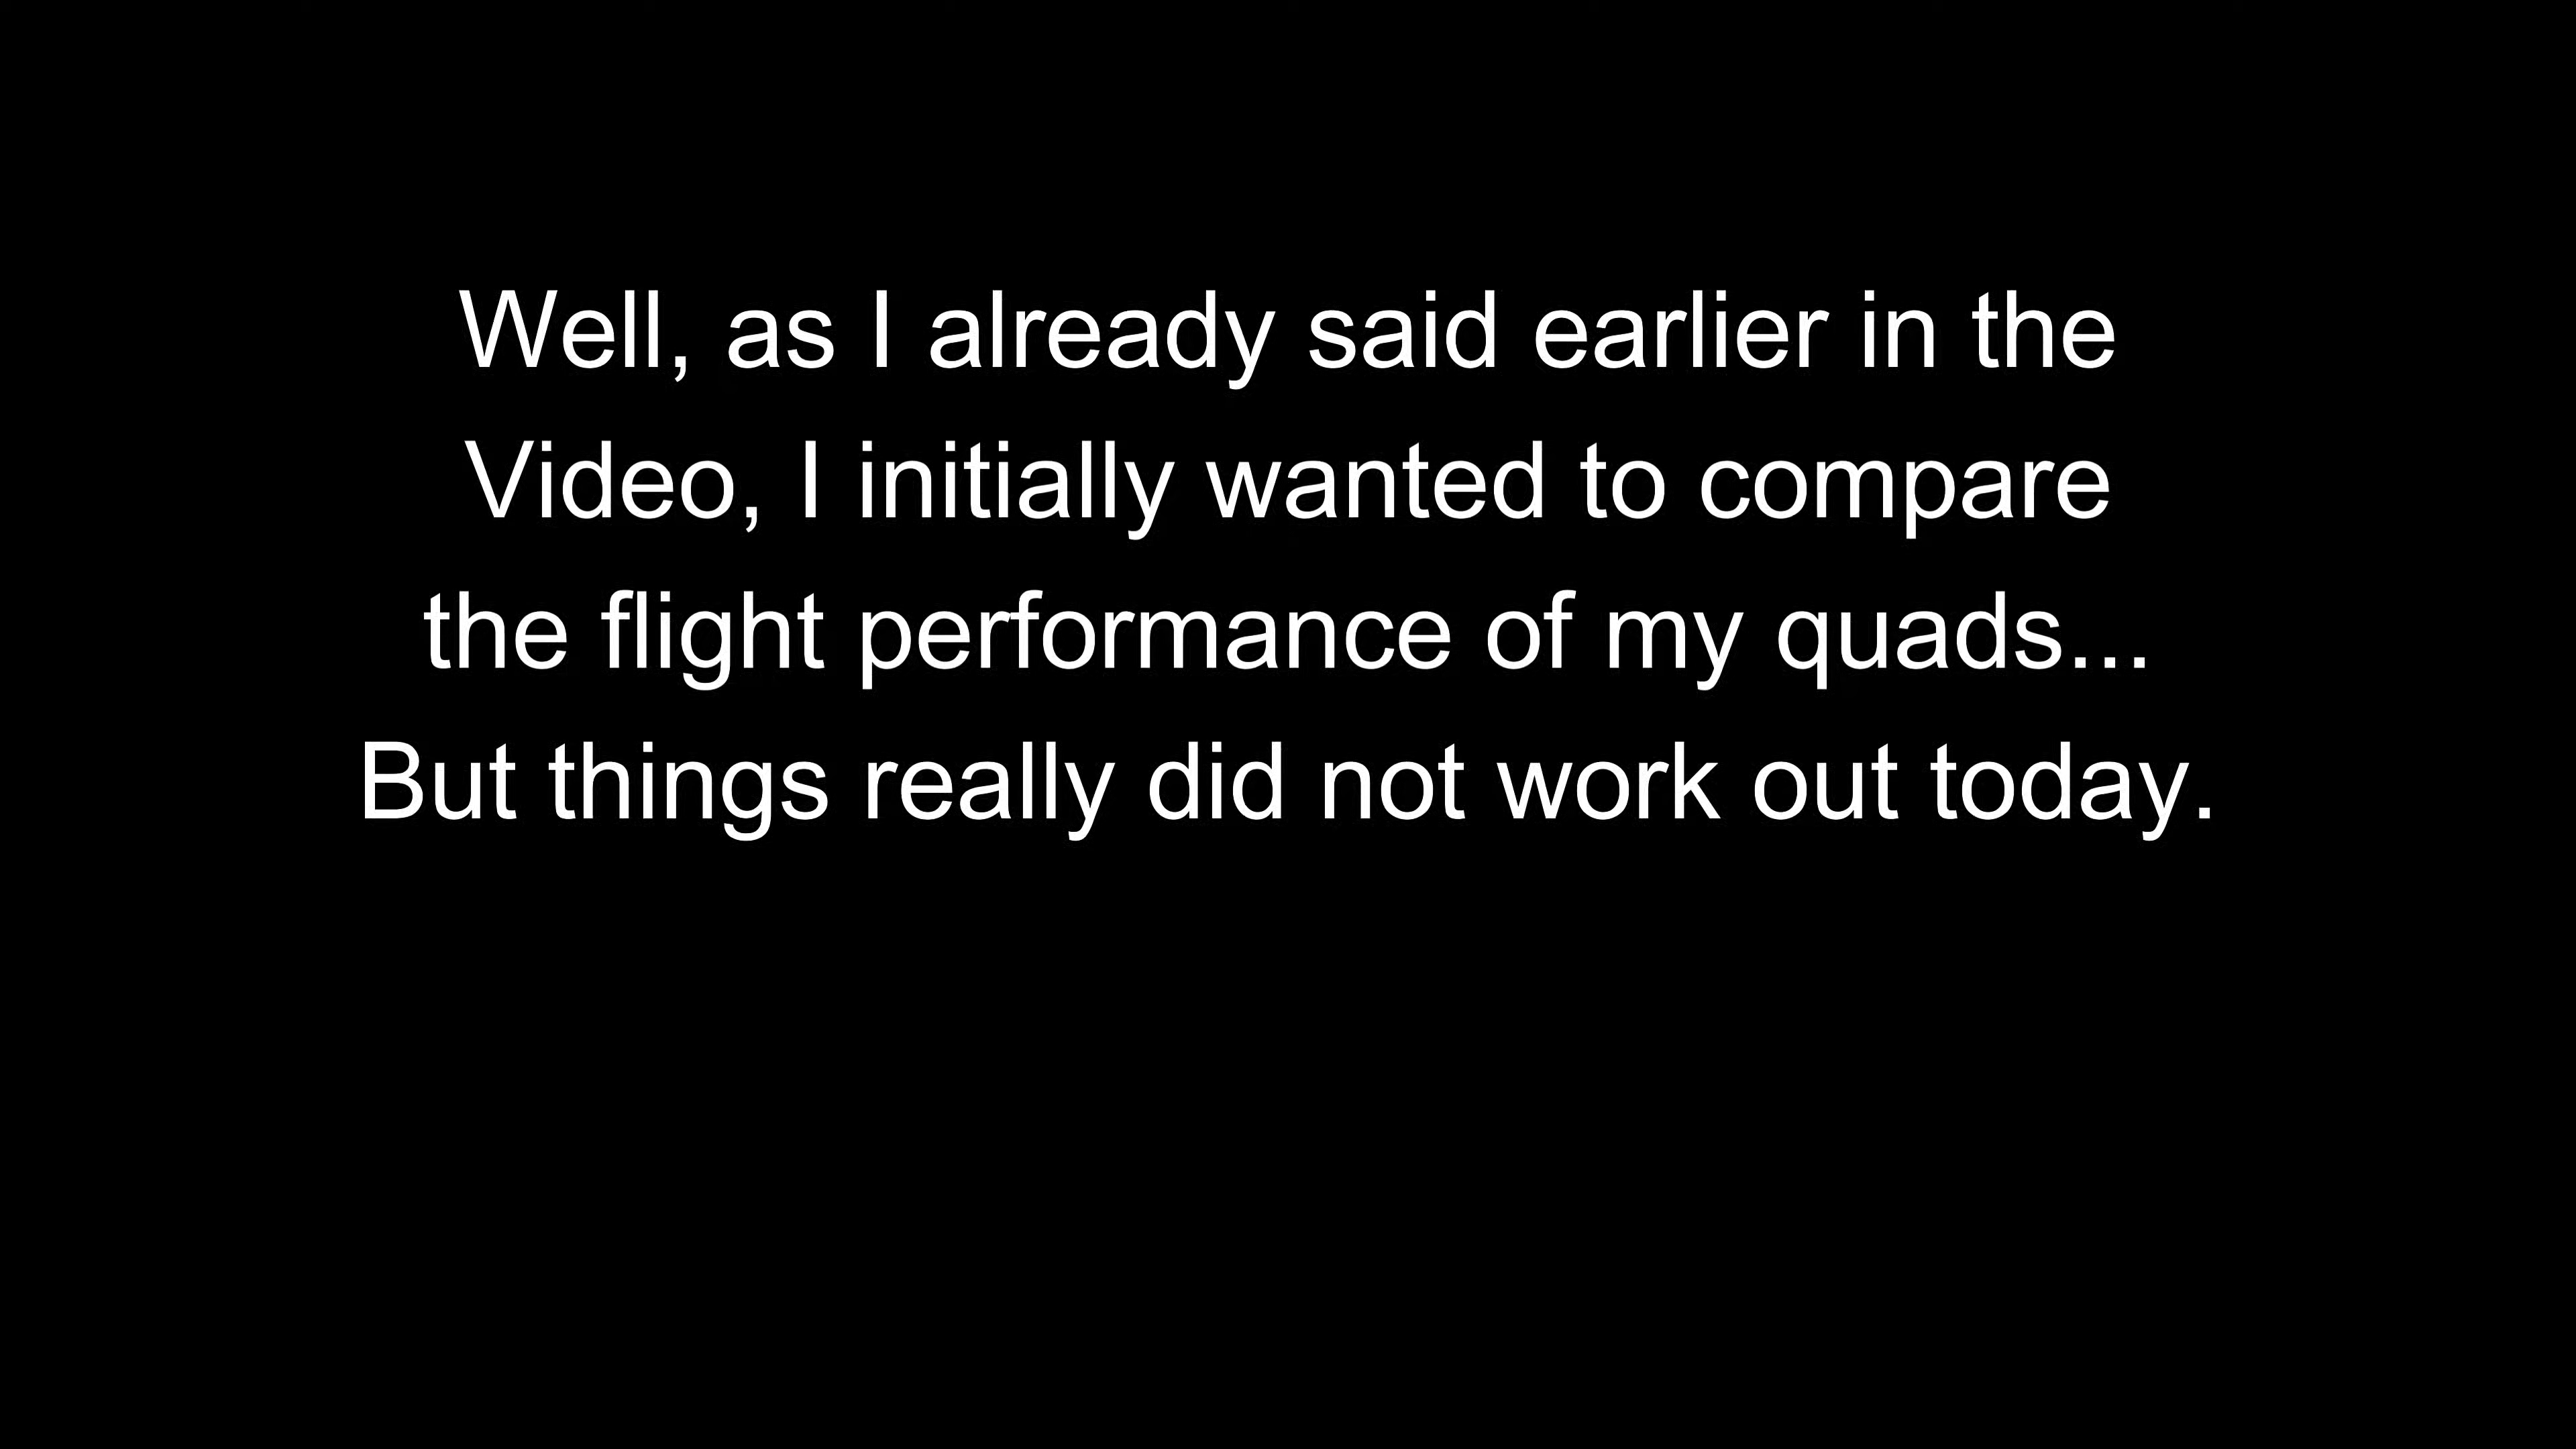 Well, as I already said earlier in the
Video, I initially wanted to compare
the flight performance of my quads...
But things really did not work out today.